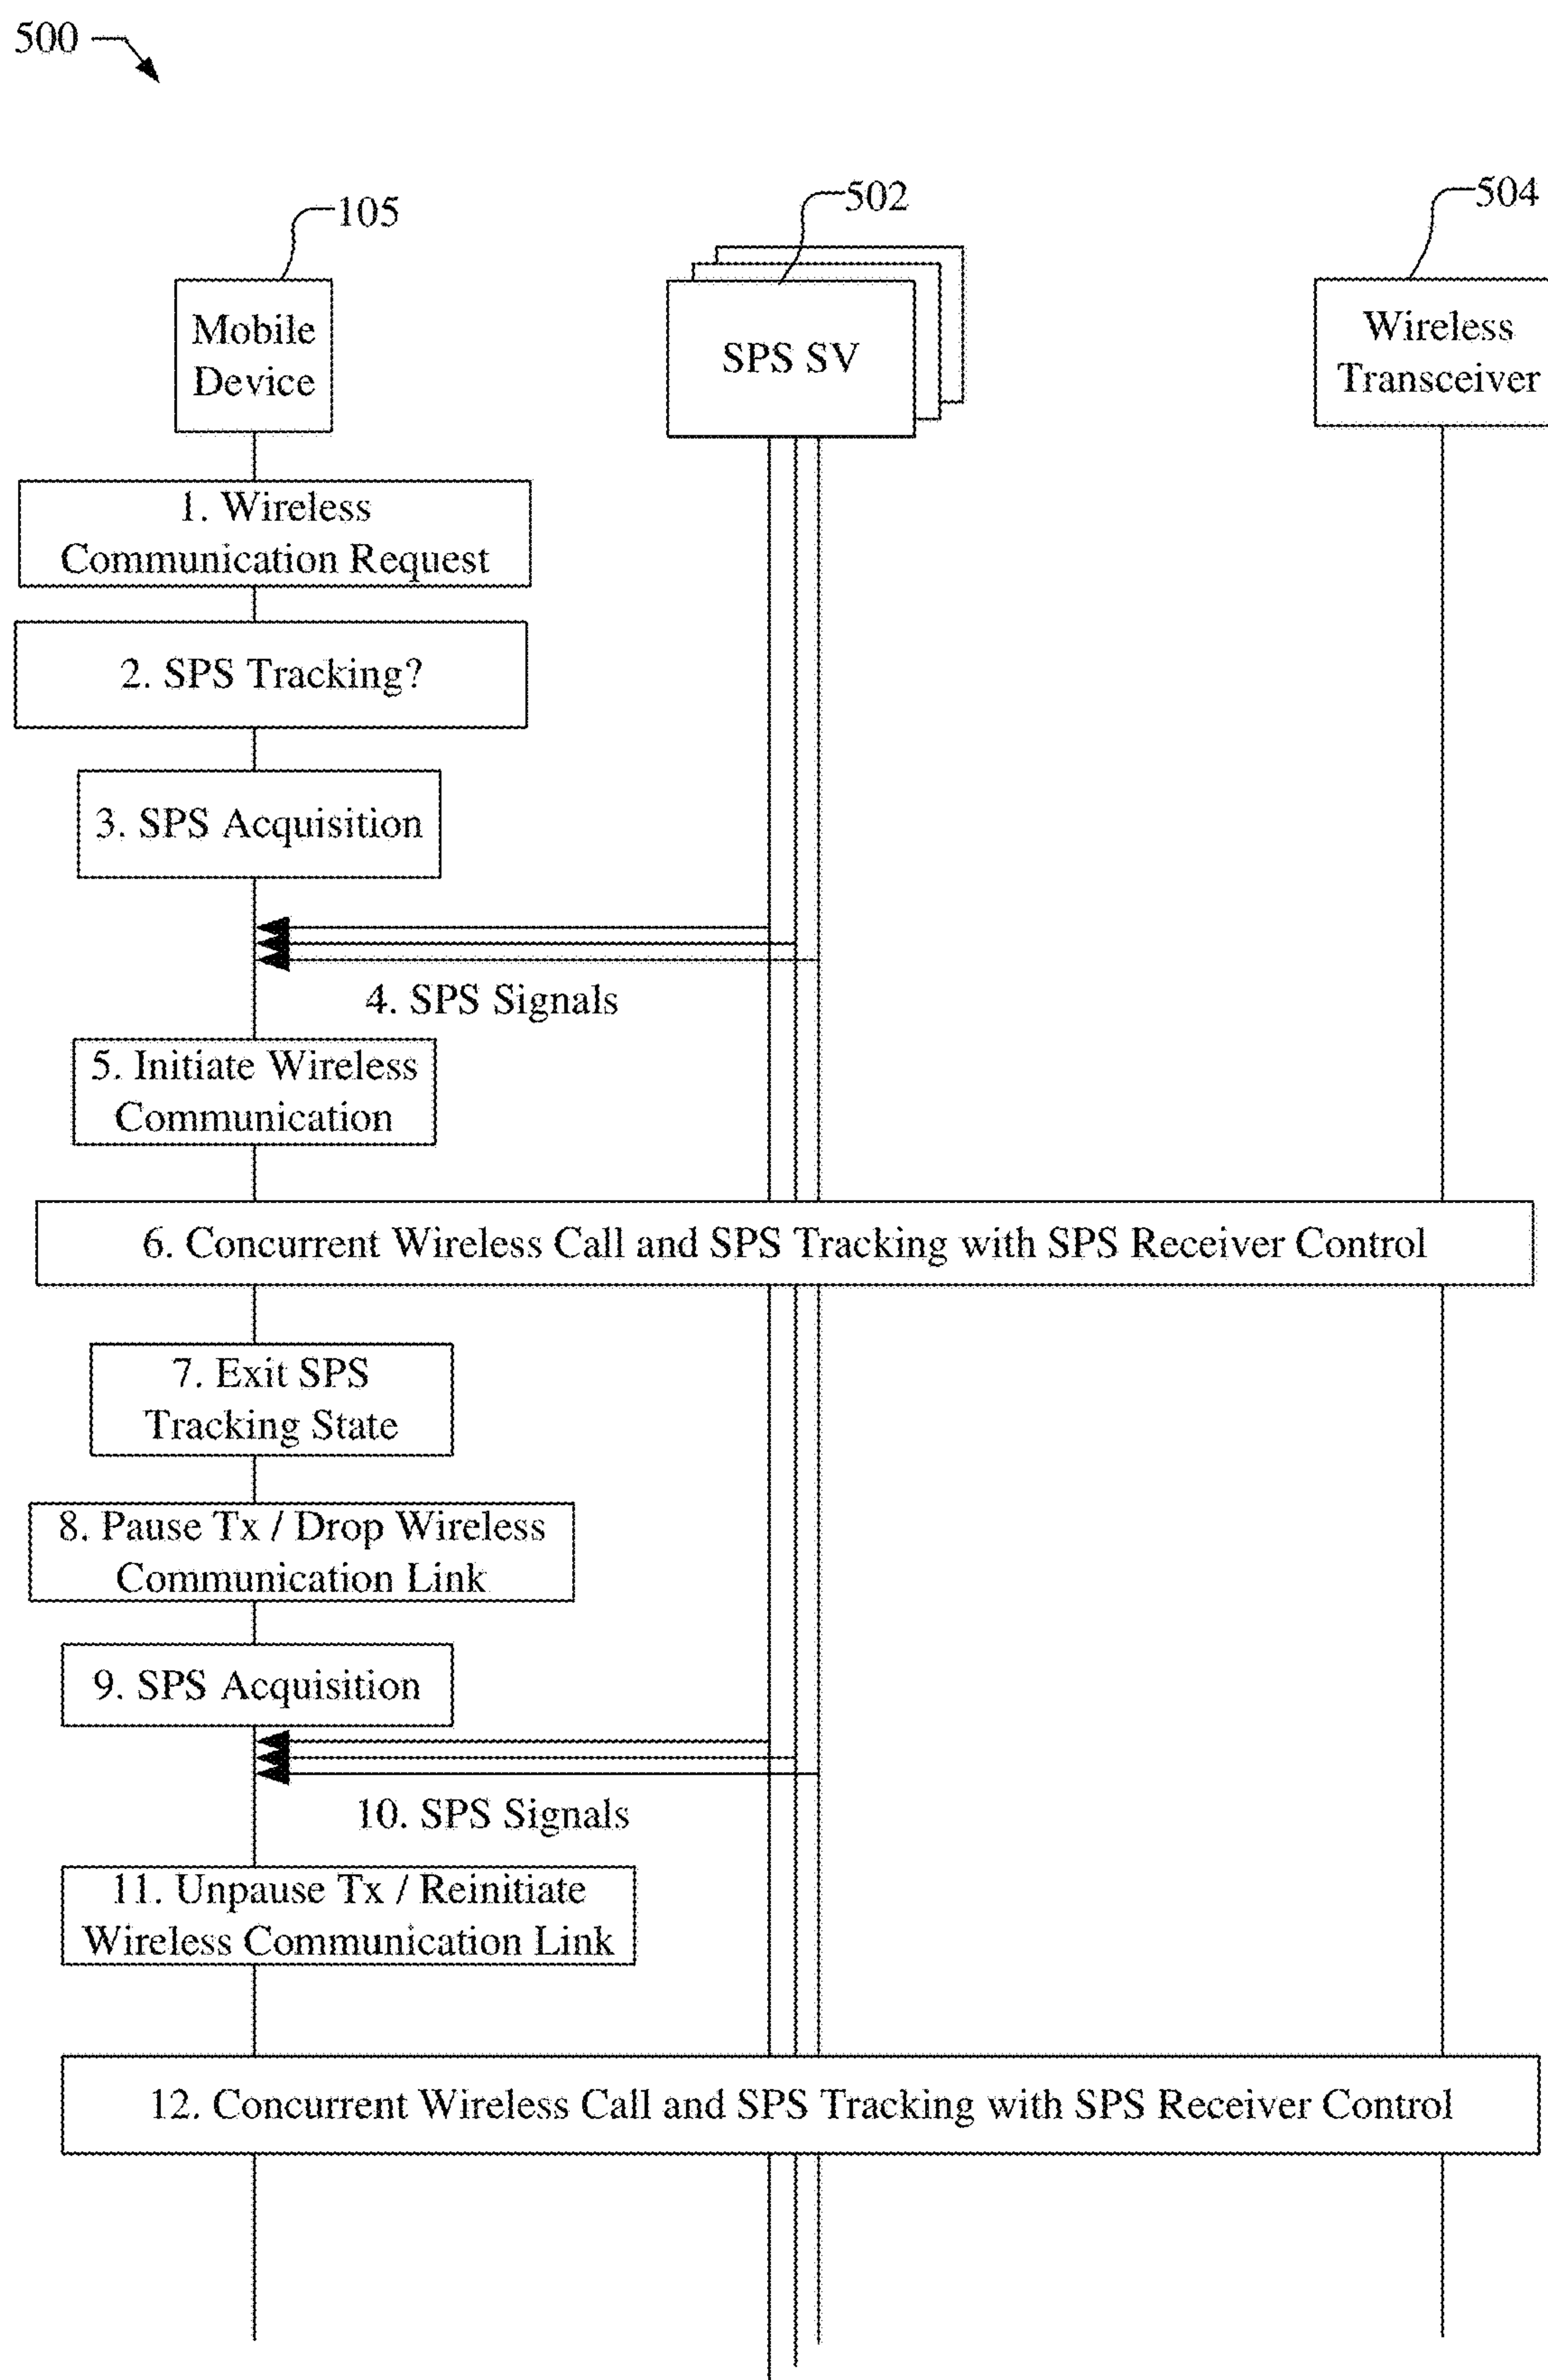 500
105
502
504
Mobile
Device
SPS SV
Wireless
Transceiver
1. Wireless
Communication Request
2. SPS Tracking?
3. SPS Acquisition
4. SPS Signals
5. Initiate Wireless
Communication
6. Concurrent Wireless Call and SPS Tracking with SPS Receiver Control
7. Exit SPS
Tracking State
8. Pause Tx / Drop Wireless
Communication Link
9. SPS Acquisition
10. SPS Signals
11. Unpause Tx / Reinitiate
Wireless Communication Link
12. Concurrent Wireless Call and SPS Tracking with SPS Receiver Control